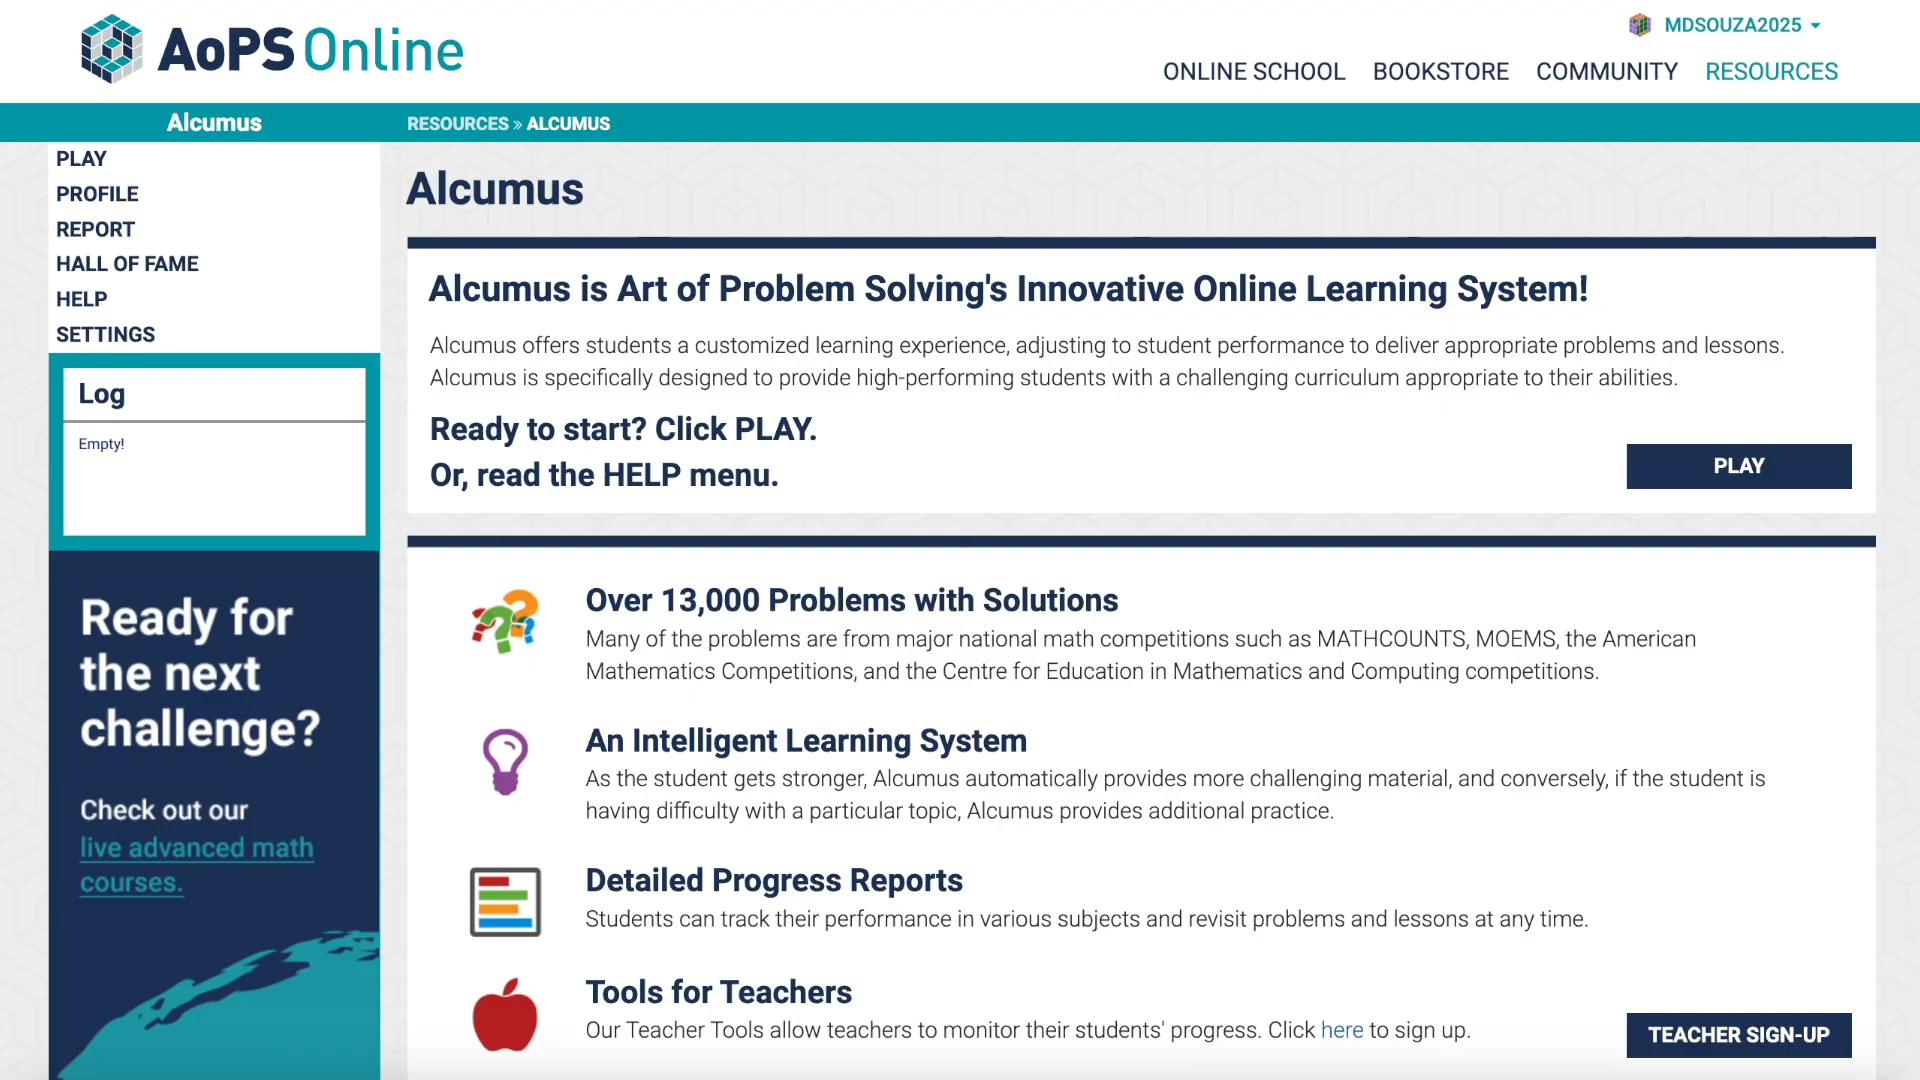 AoPS Online
MDSOUZA2025
ONLINE SCHOOL BOOKSTORE COMMUNITY RESOURCES
Alcumus
RESOURCES » ALCUMUS
PLAY
PROFILE
REPORT
HALL OF FAME
HELP
SETTINGS
Log
Empty!
Ready for
the next
challenge?
Check out our
live advanced math
courses.
Alcumus
Alcumus is Art of Problem Solving's Innovative Online Learning System!
Alcumus offers students a customized learning experience, adjusting to student performance to deliver appropriate problems and lessons.
Alcumus is specifically designed to provide high-performing students with a challenging curriculum appropriate to their abilities.
Ready to start? Click PLAY.
Or, read the HELP menu.
PLAY
Over 13,000 Problems with Solutions
Many of the problems are from major national math competitions such as MATHCOUNTS, MOEMS, the American
Mathematics Competitions, and the Centre for Education in Mathematics and Computing competitions.
An Intelligent Learning System
As the student gets stronger, Alcumus automatically provides more challenging material, and conversely, if the student is
having difficulty with a particular topic, Alcumus provides additional practice.
Detailed Progress Reports
Students can track their performance in various subjects and revisit problems and lessons at any time.
Tools for Teachers
Our Teacher Tools allow teachers to monitor their students' progress. Click here to sign up.
TEACHER SIGN-UP